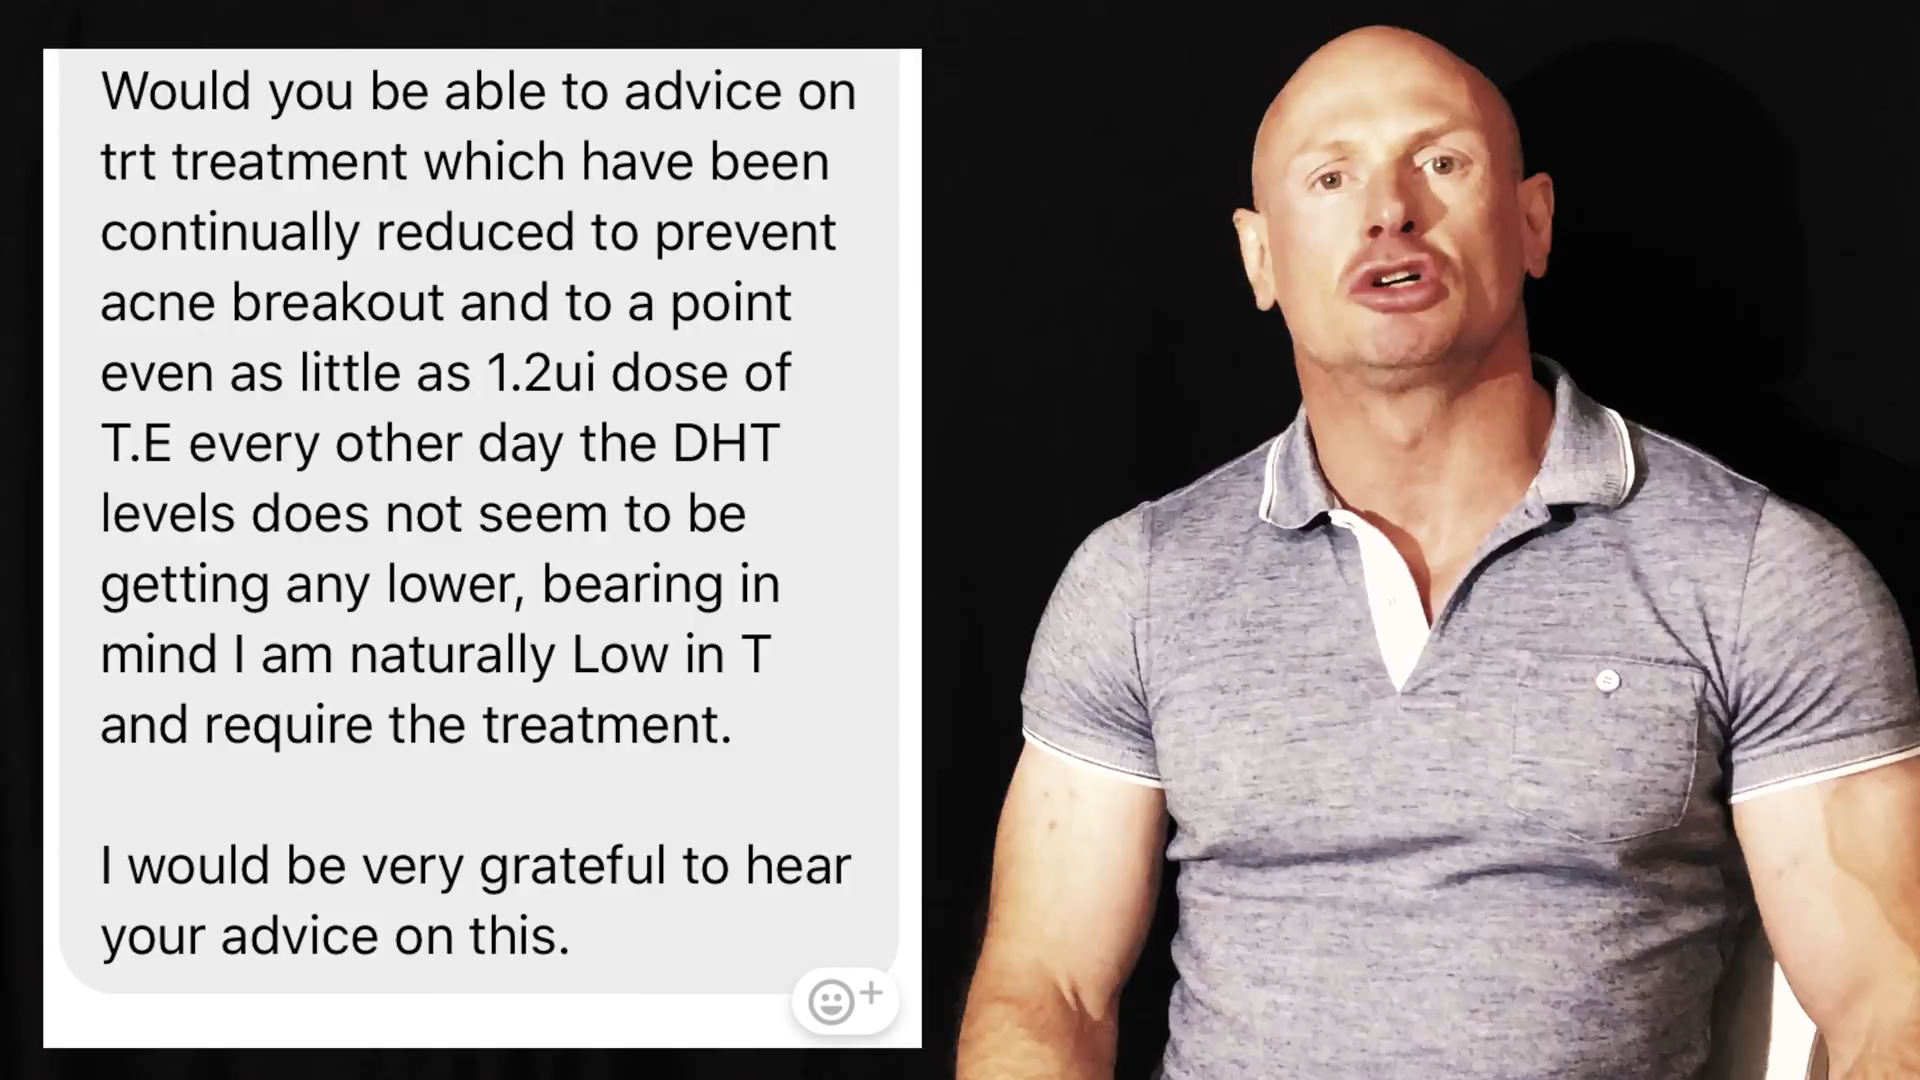 Would you be able to advice on
trt treatment which have been
continually reduced to prevent
acne breakout and to a point
even as little as 1.2ui dose of
T.E every other day the DHT
levels does not seem to be
getting any lower, bearing in
mind I am naturally Low in T
and require the treatment.
I would be very grateful to hear
your advice on this.